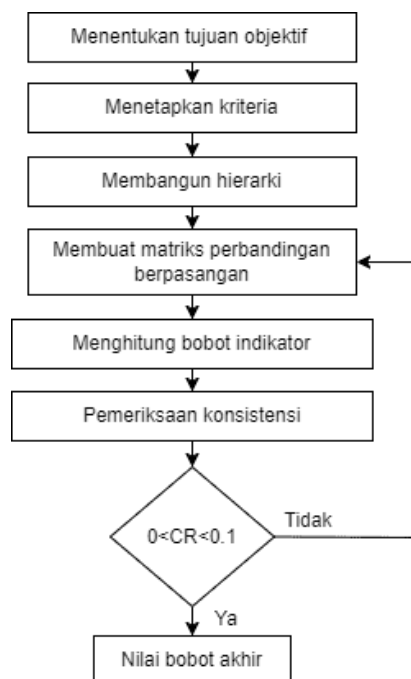 Menentukan tujuan objektif
Menetapkan kriteria
Membangun hierarki
Membuat matriks perbandingan
berpasangan
Menghitung bobot indikator
Pemeriksaan konsistensi
0<CR<0.1
Tidak
Ya
Nilai bobot akhir